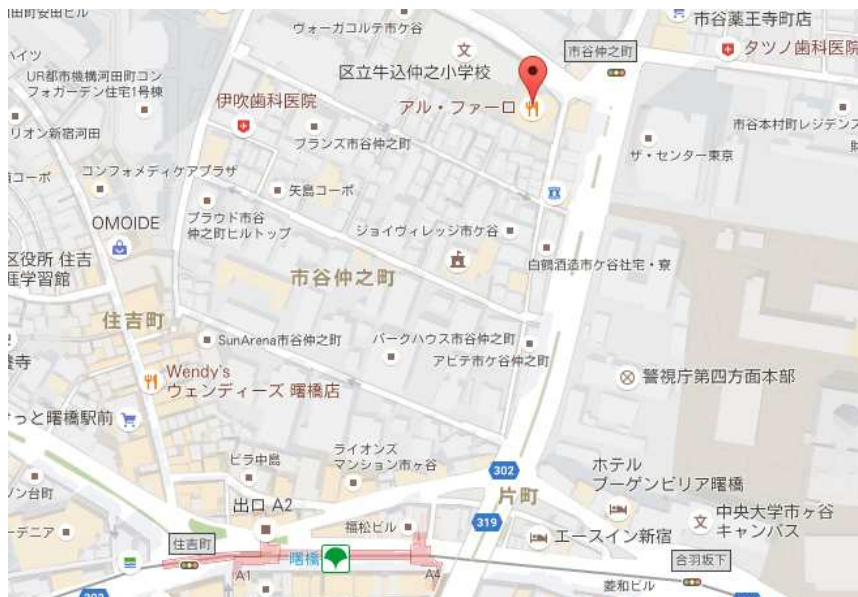 ヴォーガコルテ市ケ谷
市谷薬王寺町店
文
市谷仲之町
タツノ歯科医院
区立牛込仲之小学校
UR都市機構河田町コン
フォガーデン住宅1号棟
伊吹歯科医院
アル・ファーロ
市谷本村町レジデンス
リオン新宿河田
ブランズ市谷仲之町
ザ・センター東京
コンフォメディケアプラザ
矢島コーポ
OMOIDE
プラウド市谷
仲之町ヒルトップ
ジョイヴィレッジ市ケ谷
区役所 住吉
白鶴酒造市ケ谷社宅・寮
市谷仲之町
住吉町
SunArena市谷仲之町
パークハウス市谷仲之町
アビテ市ケ谷仲之町
Wendy's
ウェンディーズ 曙橋店
警視庁第四方面本部
っと曙橋駅前
ビラ中島
ライオンズ
マンション市ヶ谷
302
ホテル
ブーゲンビリア曙橋
片町
出口 A2
福松ビル
319
エースイン新宿
文
中央大学市ヶ谷
キャンパス
住吉町
曙橋
合羽坂下
A1
A4
菱和ビル
302